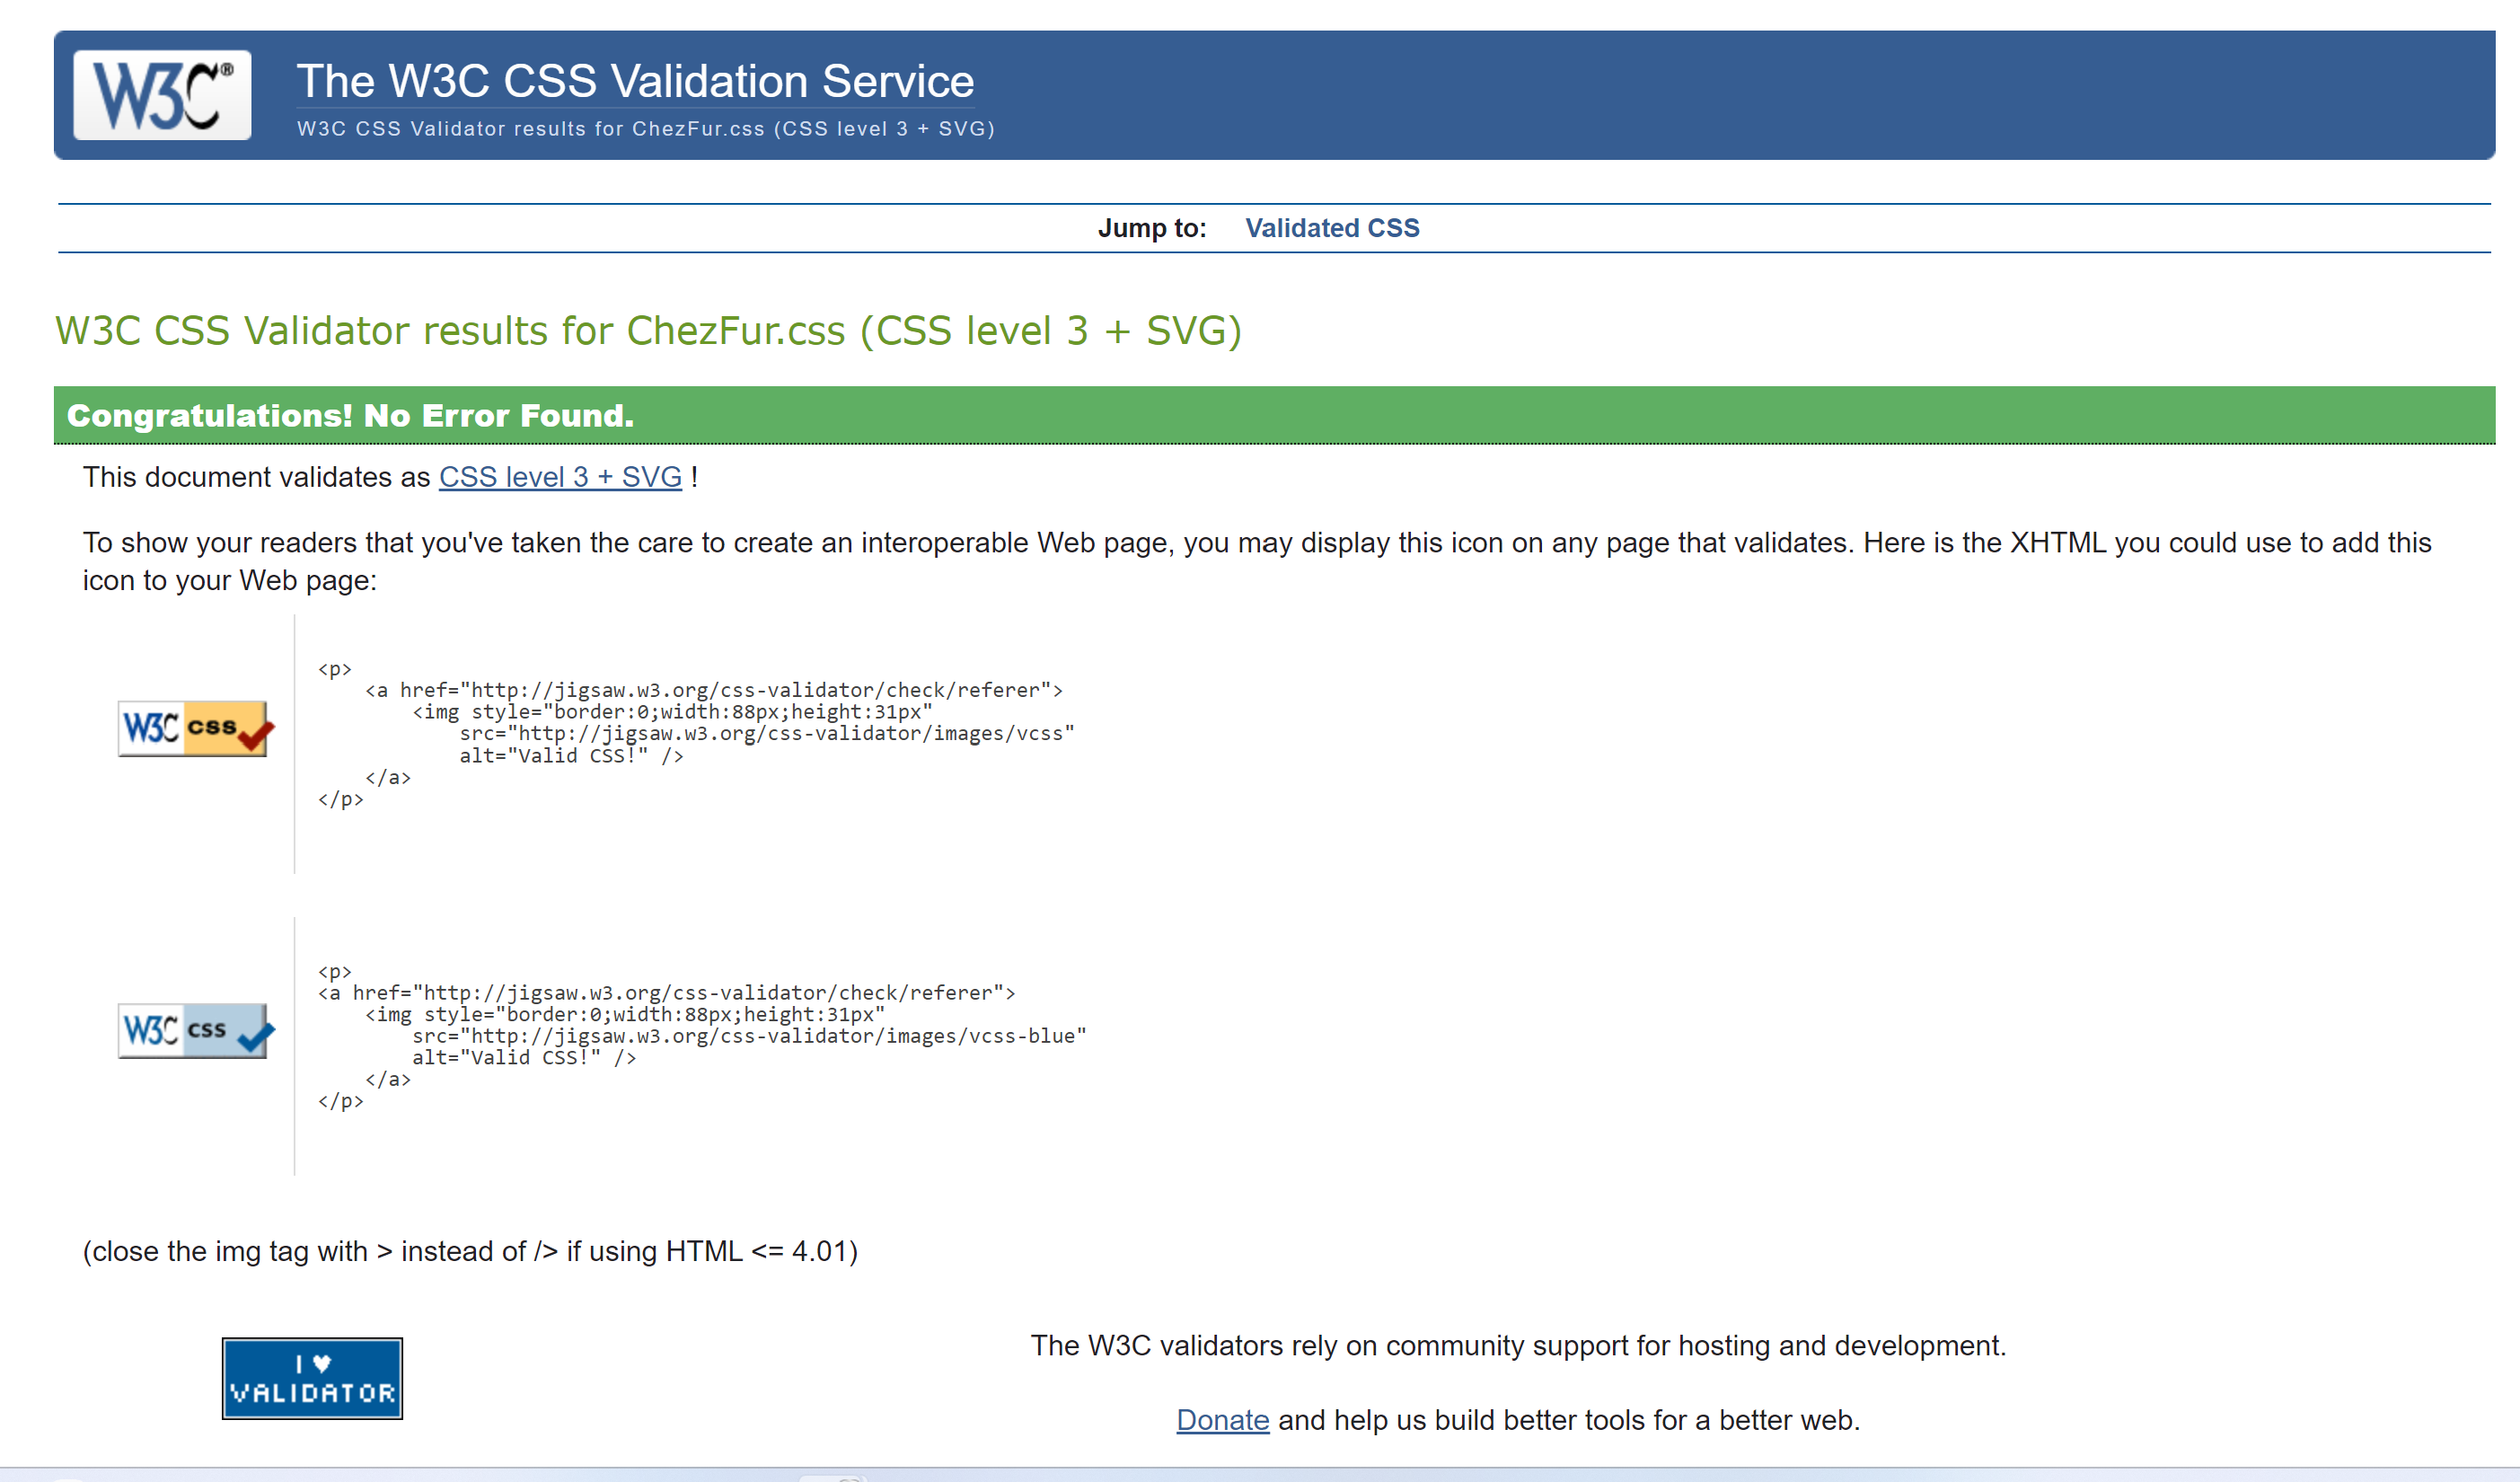 W3C®
The W3C CSS Validation Service
W3C CSS Validator results for ChezFur.css (CSS level 3 + SVG)
Jump to: Validated CSS
W3C CSS Validator results for ChezFur.css (CSS level 3 + SVG)
Congratulations! No Error Found.
This document validates as CSS level 3 + SVG !
To show your readers that you've taken the care to create an interoperable Web page, you may display this icon on any page that validates. Here is the XHTML you could use to add this
icon to your Web page:
W3C css
<p>
    <a href="http://jigsaw.w3.org/css-validator/check/referer">
        <img style="border:0;width:88px;height:31px"
            src="http://jigsaw.w3.org/css-validator/images/vcss"
            alt="Valid CSS!" />
    </a>
</p>
W3C css
<p>
<a href="http://jigsaw.w3.org/css-validator/check/referer">
    <img style="border:0;width:88px;height:31px"
        src="http://jigsaw.w3.org/css-validator/images/vcss-blue"
        alt="Valid CSS!" />
    </a>
</p>
(close the img tag with > instead of /> if using HTML <= 4.01)
I ♥
VALIDATOR
The W3C validators rely on community support for hosting and development.
Donate and help us build better tools for a better web.